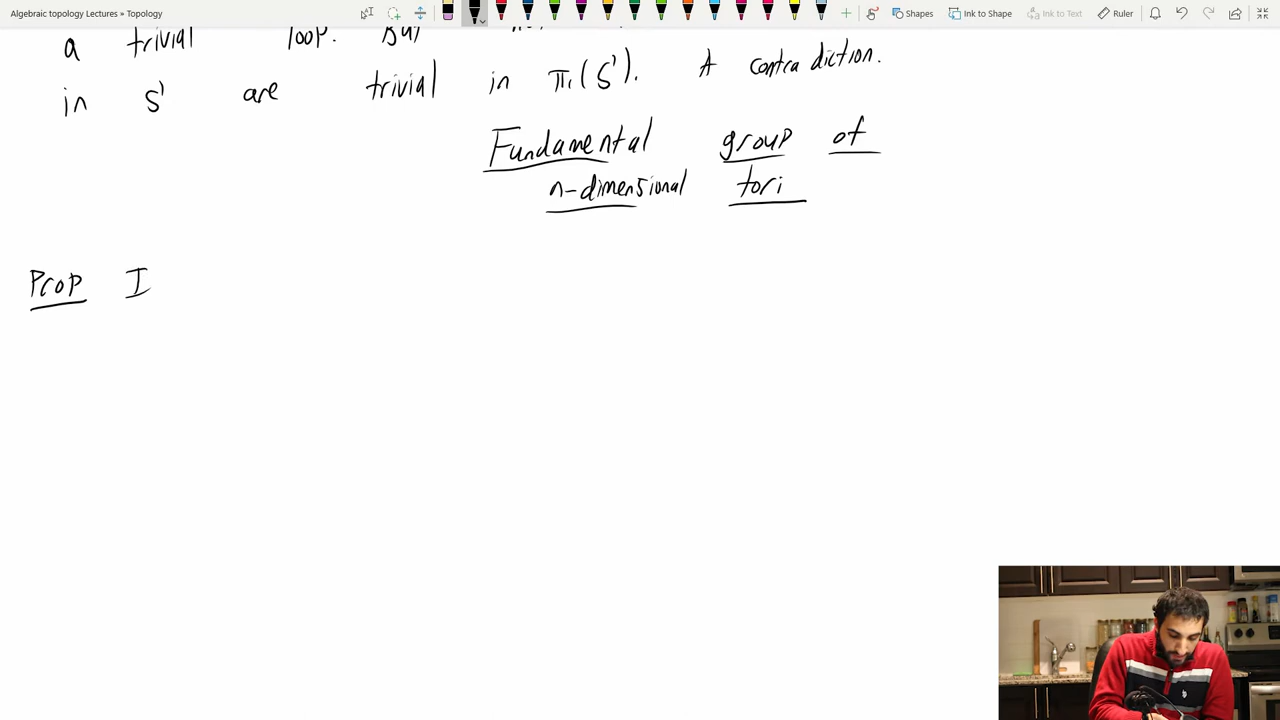 Algebraic topology Lectures » Topology
Shapes Ink to Shape Ink to Text Ruler
a trivial loop. But
in S¹ are trivial in π₁(S¹). A contradiction.
Fundamental group of
n-dimensional tori
Prop I